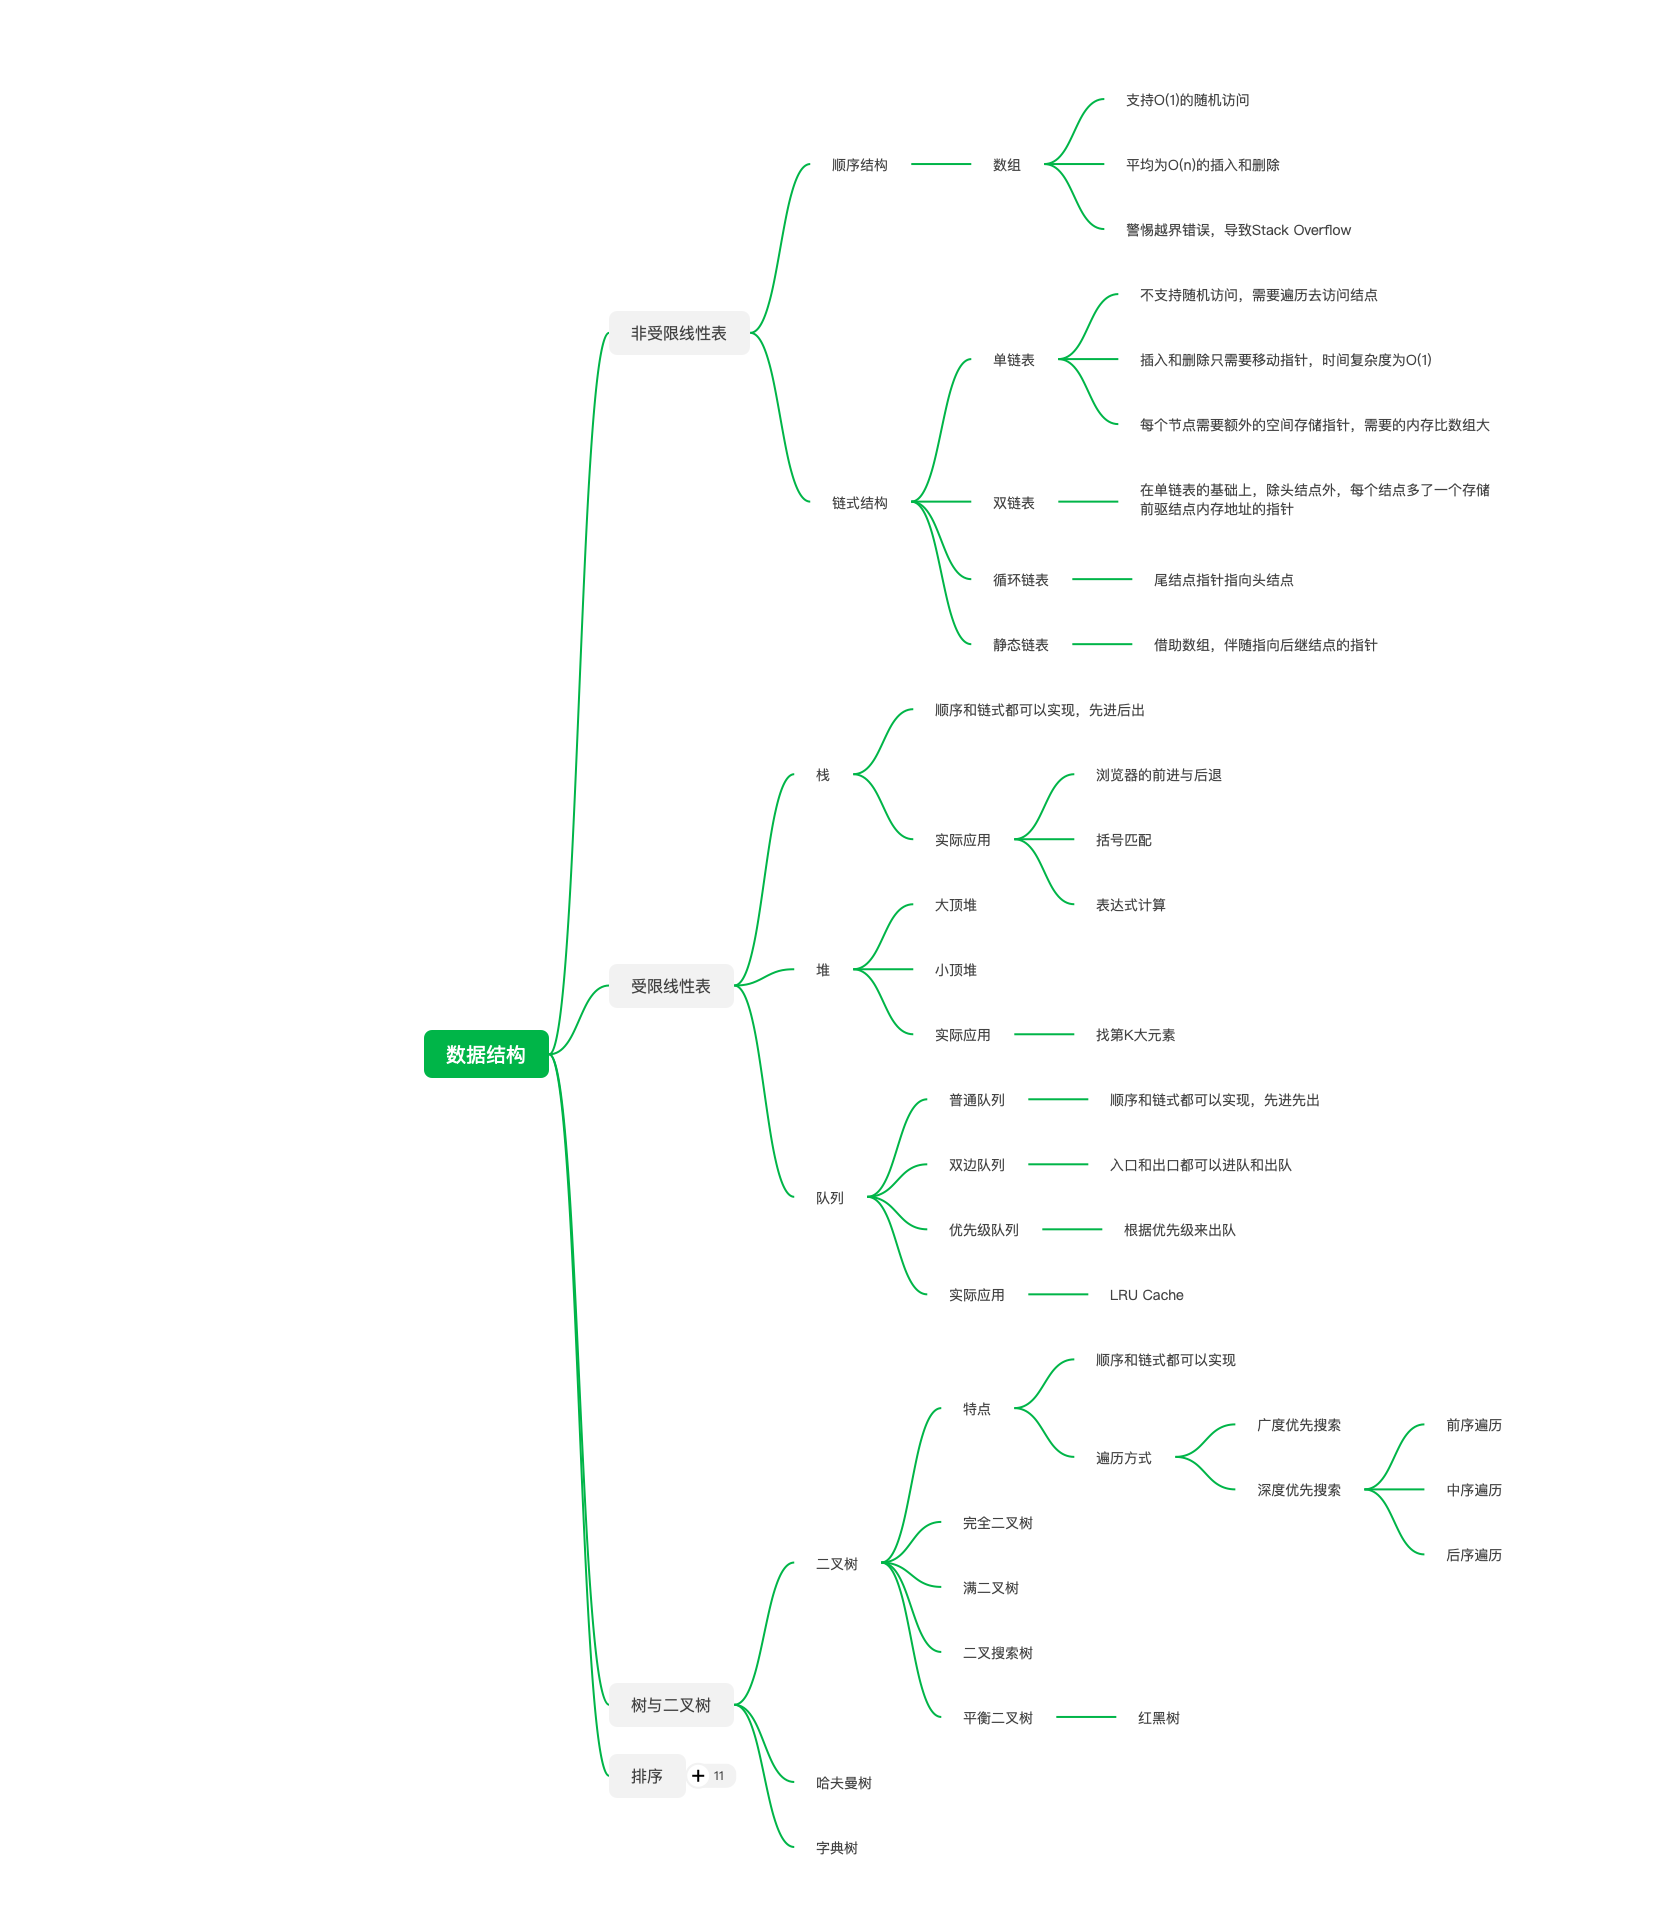 数据结构
非受限线性表
顺序结构
数组
支持O(1)的随机访问
平均为O(n)的插入和删除
警惕越界错误，导致Stack Overflow
链式结构
单链表
不支持随机访问，需要遍历去访问结点
插入和删除只需要移动指针，时间复杂度为O(1)
每个节点需要额外的空间存储指针，需要的内存比数组大
双链表
在单链表的基础上，除头结点外，每个结点多了一个存储
前驱结点内存地址的指针
循环链表
尾结点指针指向头结点
静态链表
借助数组，伴随指向后继结点的指针
受限线性表
栈
顺序和链式都可以实现，先进后出
实际应用
浏览器的前进与后退
括号匹配
表达式计算
堆
大顶堆
小顶堆
实际应用
找第K大元素
队列
普通队列
顺序和链式都可以实现，先进先出
双边队列
入口和出口都可以进队和出队
优先级队列
根据优先级来出队
实际应用
LRU Cache
树与二叉树
二叉树
特点
顺序和链式都可以实现
遍历方式
广度优先搜索
深度优先搜索
前序遍历
中序遍历
后序遍历
完全二叉树
满二叉树
二叉搜索树
平衡二叉树
红黑树
哈夫曼树
字典树
排序
11